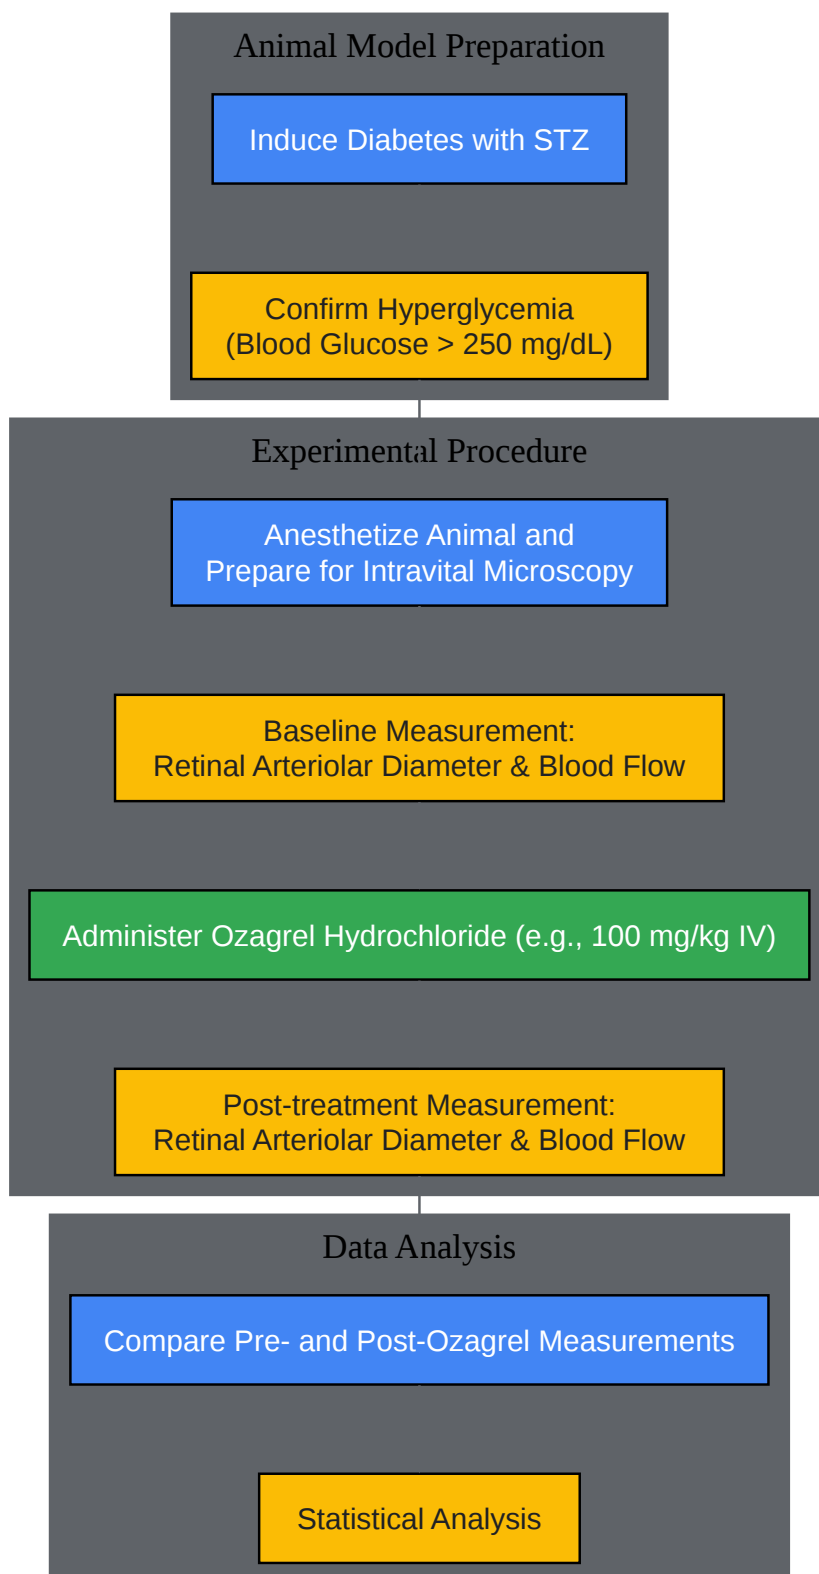 Animal Model Preparation
Induce Diabetes with STZ
Confirm Hyperglycemia
(Blood Glucose > 250 mg/dL)
Experimental Procedure
Anesthetize Animal and
Prepare for Intravital Microscopy
Baseline Measurement:
Retinal Arteriolar Diameter & Blood Flow
Administer Ozagrel Hydrochloride (e.g., 100 mg/kg IV)
Post-treatment Measurement:
Retinal Arteriolar Diameter & Blood Flow
Data Analysis
Compare Pre- and Post-Ozagrel Measurements
Statistical Analysis